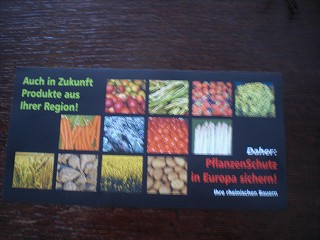 Auch in Zukunft
Produkte aus
Ihrer Region!
Daher:
PflanzenSchutz
in Europa sichern!
Ihre rheinischen Bauern